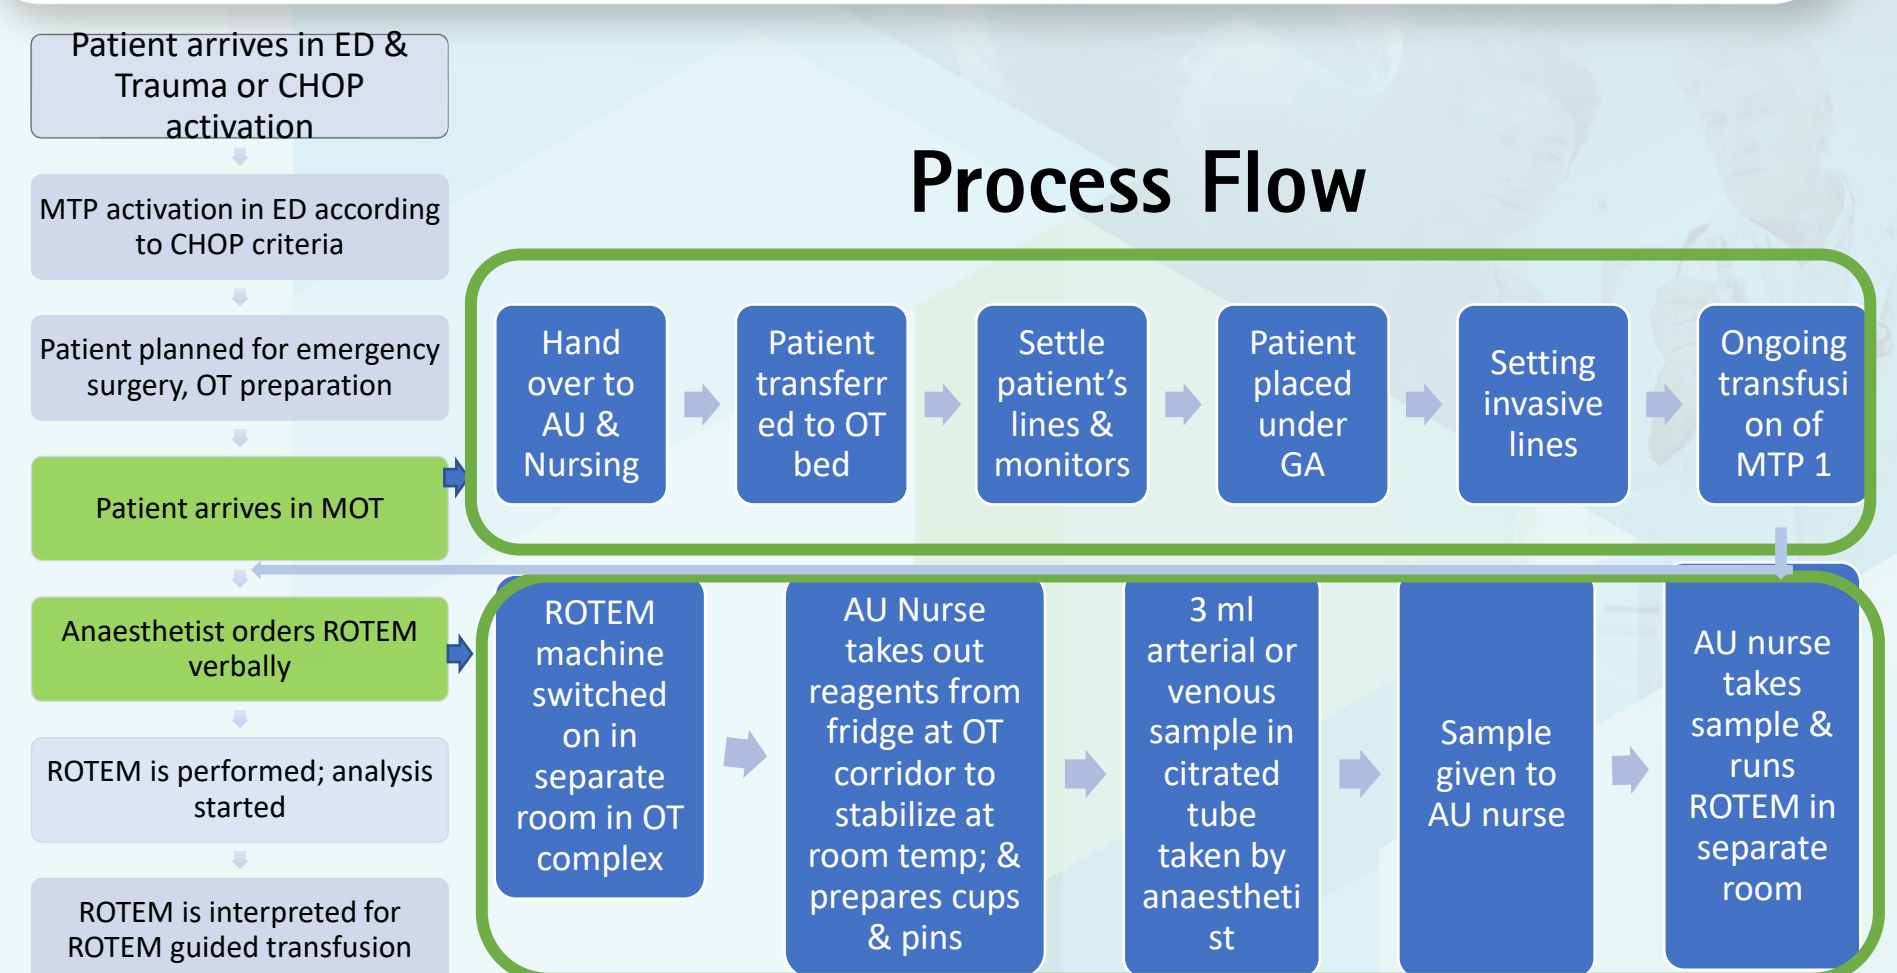 Patient arrives in ED &
Trauma or CHOP
activation
MTP activation in ED according
to CHOP criteria
Patient planned for emergency
surgery, OT preparation
Patient arrives in MOT
Anaesthetist orders ROTEM
verbally
ROTEM is performed; analysis
started
ROTEM is interpreted for
ROTEM guided transfusion
Process Flow
Hand
over to
AU &
Nursing
Patient
transferr
ed to OT
bed
Settle
patient’s
lines &
monitors
Patient
placed
under
GA
Setting
invasive
lines
Ongoing
transfusi
on of
MTP 1
ROTEM
machine
switched
on in
separate
room in OT
complex
AU Nurse
takes out
reagents from
fridge at OT
corridor to
stabilize at
room temp; &
prepares cups
& pins
3 ml
arterial or
venous
sample in
citrated
tube
taken by
anaestheti
st
Sample
given to
AU nurse
AU nurse
takes
sample &
runs
ROTEM in
separate
room